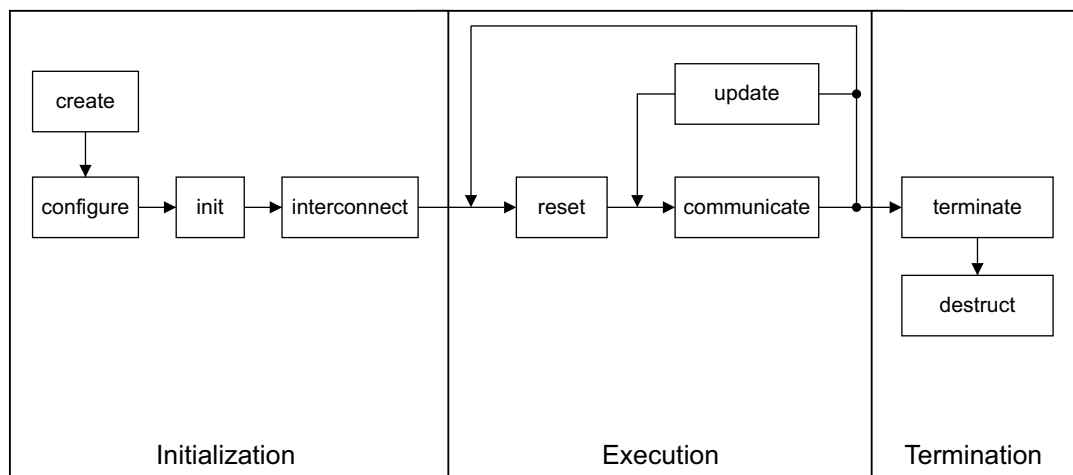 create
configure
init
interconnect
update
reset
communicate
terminate
destruct
Initialization
Execution
Termination